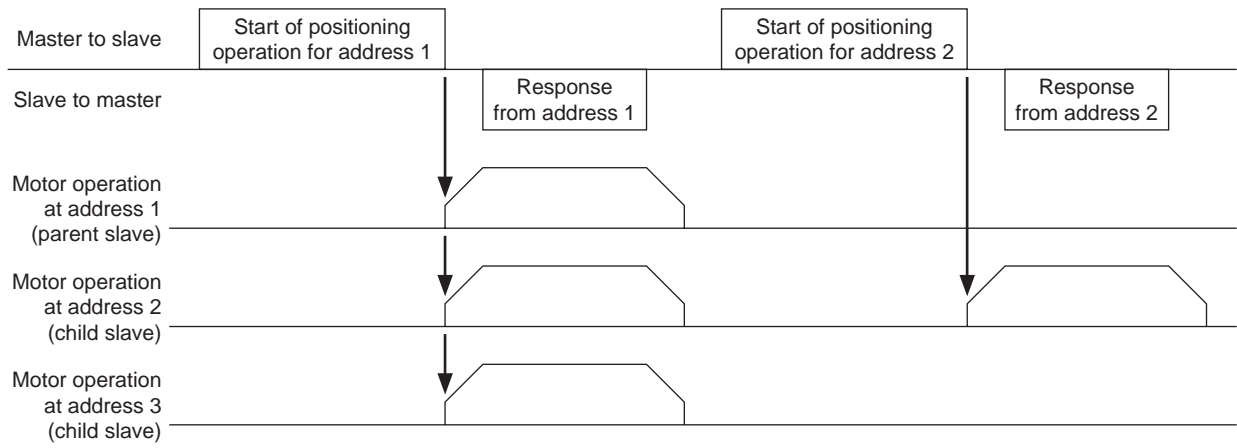 Master to slave
Start of positioning
operation for address 1
Start of positioning
operation for address 2
Slave to master
Response
from address 1
Response
from address 2
Motor operation
at address 1
(parent slave)
Motor operation
at address 2
(child slave)
Motor operation
at address 3
(child slave)